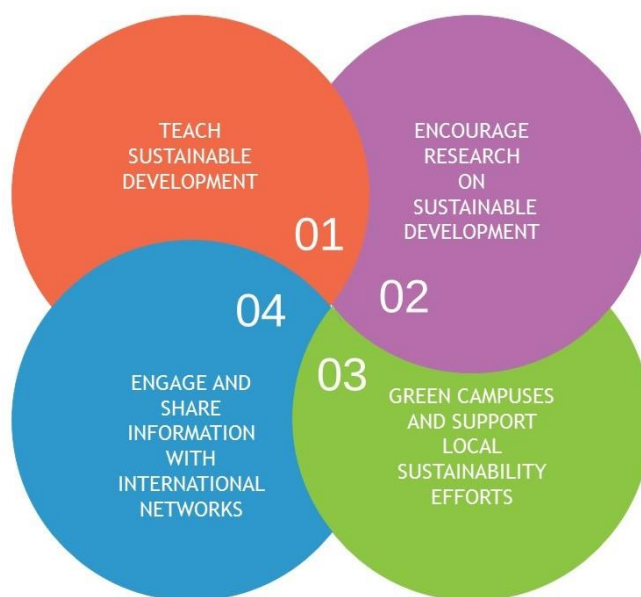 TEACH
SUSTAINABLE
DEVELOPMENT
01
ENCOURAGE
RESEARCH
ON
SUSTAINABLE
DEVELOPMENT
02
03
GREEN CAMPUSES
AND SUPPORT
LOCAL
SUSTAINABILITY
EFFORTS
04
ENGAGE AND
SHARE
INFORMATION
WITH
INTERNATIONAL
NETWORKS